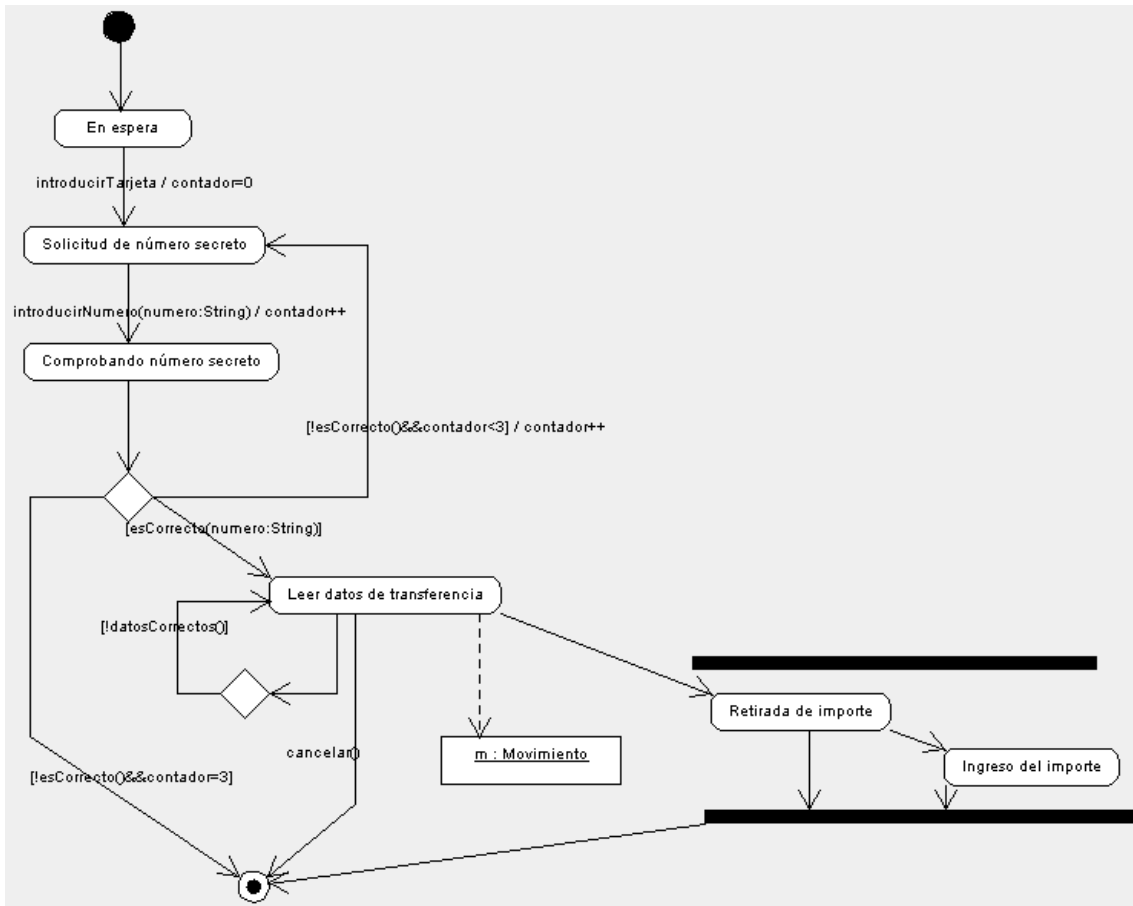 En espera
introducirTarjeta / contador=0
Solicitud de número secreto
introducirNumero(numero:String) / contador++
Comprobando número secreto
[!esCorrecto()&&contador<3] / contador++
[esCorrecto(numero:String)]
Leer datos de transferencia
[!datosCorrectos()]
Retirada de importe
cancelar()
m : Movimiento
Ingreso del importe
[!esCorrecto()&&contador=3]